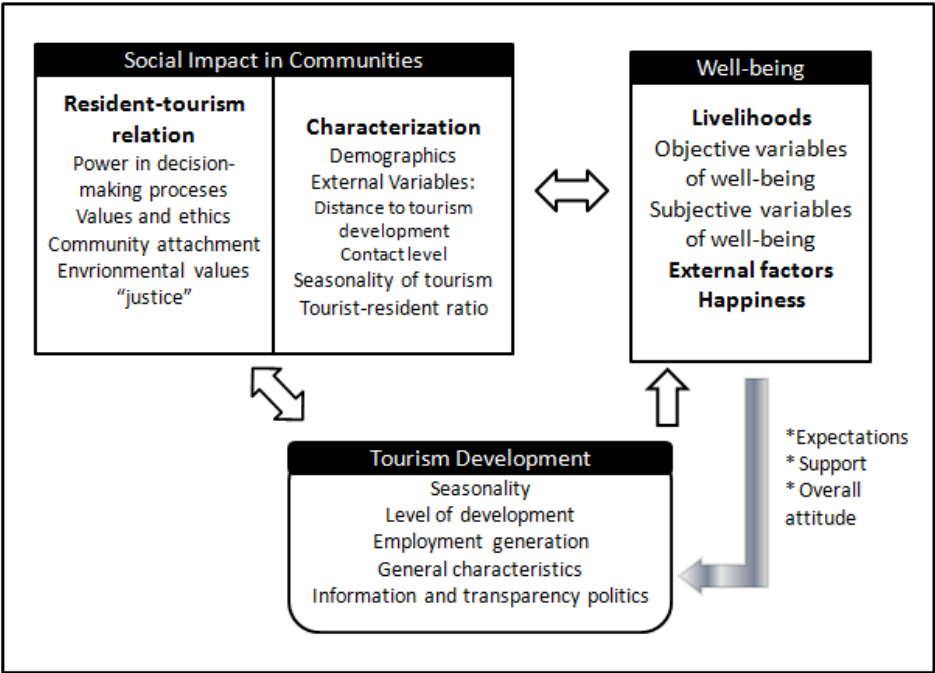 Social Impact in Communities
Resident-tourism
relation
Power in decision-
making proceses
Values and ethics
Community attachment
Envrionmental values
“justice”
Characterization
Demographics
External Variables:
Distance to tourism
development
Contact level
Seasonality of tourism
Tourist-resident ratio
Well-being
Livelihoods
Objective variables
of well-being
Subjective variables
of well-being
External factors
Happiness
*Expectations
* Support
* Overall
attitude
Tourism Development
Seasonality
Level of development
Employment generation
General characteristics
Information and transparency politics